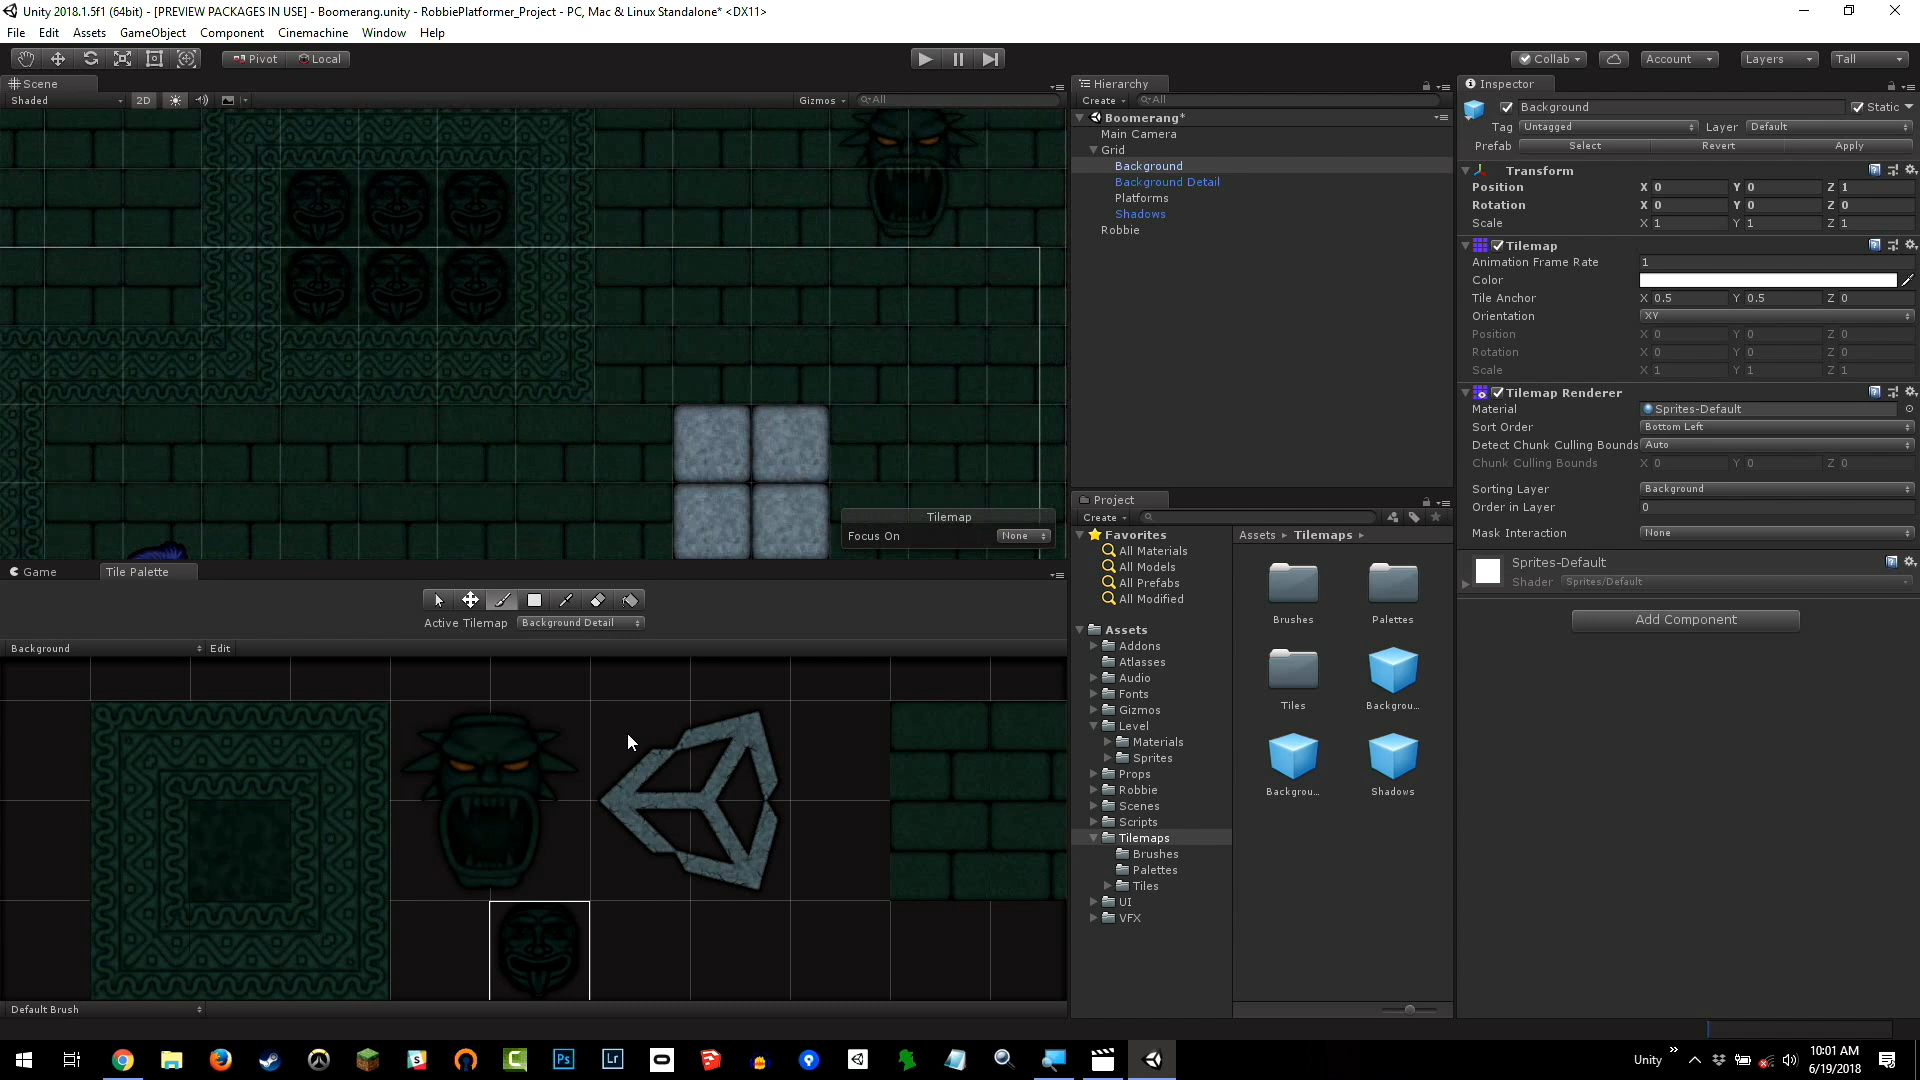 Unity 2018.1.5f1 (64bit) - [PREVIEW PACKAGES IN USE] - Boomerang.unity - RobbiePlatformer_Project - PC, Mac & Linux Standalone* <DX11>
File Edit Assets GameObject Component Cinemachine Window Help
Pivot Local Collab Account Layers Tall
Scene
Shaded 2D Gizmos All
Tilemap
Focus On None
Hierarchy
Create All
Boomerang*
Main Camera
Grid
Background
Background Detail
Platforms
Shadows
Robbie
Game Tile Palette
Active Tilemap Background Detail
Background Edit
Default Brush
Project
Create
Favorites
All Materials
All Models
All Prefabs
All Modified
Assets
Addons
Atlasses
Audio
Fonts
Gizmos
Level
Materials
Sprites
Props
Robbie
Scenes
Scripts
Tilemaps
Brushes
Palettes
Tiles
UI
VFX
Assets Tilemaps
Brushes Palettes
Tiles Backgrou...
Backgrou... Shadows
Inspector
Background Static
Tag Untagged Layer Default
Prefab Select Revert Apply
Transform
Position X 0 Y 0 Z 1
Rotation X 0 Y 0 Z 0
Scale X 1 Y 1 Z 1
Tilemap
Animation Frame Rate 1
Color
Tile Anchor X 0.5 Y 0.5 Z 0
Orientation XY
Position X 0 Y 0 Z 0
Rotation X 0 Y 0 Z 0
Scale X 1 Y 1 Z 1
Tilemap Renderer
Material Sprites-Default
Sort Order Bottom Left
Detect Chunk Culling Bounds Auto
Chunk Culling Bounds X 0 Y 0 Z 0
Sorting Layer Background
Order in Layer 0
Mask Interaction None
Sprites-Default
Shader Sprites/Default
Add Component
Ps Lr
Unity
10:01 AM
6/19/2018